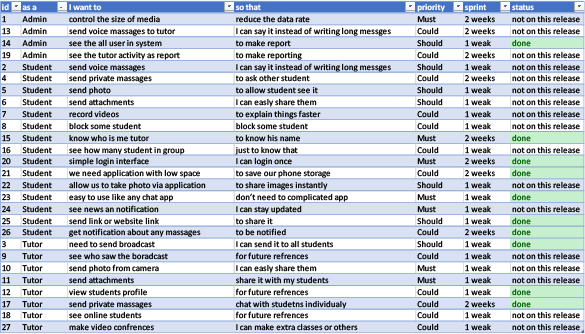 id as a I want to so that priority sprint status
1 Admin control the size of media reduce the data rate Must 2 weeks not on this release
13 Admin send voice massages to tutor I can say it instead of writing long messges Could 2 weeks not on this release
14 Admin see the all user in system to make report Should 1 weak done
19 Admin see the tutor activity as report to make reporting Could 2 weeks not on this release
2 Student send voice massages I can say it instead of writing long messges Should 1 weak not on this release
4 Student send private massages to ask other student Could 2 weeks not on this release
5 Student send photo to allow student see it Should 1 weak not on this release
6 Student send attachments I can easly share them Should 1 weak not on this release
7 Student record videos to explain things faster Could 1 weak not on this release
8 Student block some student block some student Could 1 weak not on this release
15 Student know who is me tutor to know his name Must 2 weeks done
16 Student see how many student in group just to know that Could 1 weak not on this release
20 Student simple login interface I can login once Must 2 weeks done
21 Student we need application with low space to save our phone storage Could 2 weeks done
22 Student allow us to take photo via application to share images instantly Should 1 weak not on this release
23 Student easy to use like any chat app don't need to complicated app Must 1 weak done
24 Student see news an notification I can stay updated Must 1 weak not on this release
25 Student send link or website link to share it Should 1 weak done
26 Student get notification about any massages to be notified Could 2 weeks done
3 Tutor need to send broadcast I can send it to all students Should 1 weak done
9 Tutor see who saw the boradcast for future refrences Could 1 weak not on this release
10 Tutor send photo from camera I can easly share them Must 1 weak not on this release
11 Tutor send attachments share it with my students Must 1 weak not on this release
12 Tutor view students profile for future refrences Could 1 weak done
17 Tutor send private massages chat with studetns individualy Could 2 weeks done
18 Tutor see online students for future refrences Could 1 weak not on this release
27 Tutor make video confrences I can make extra classes or others Could 1 weak not on this release